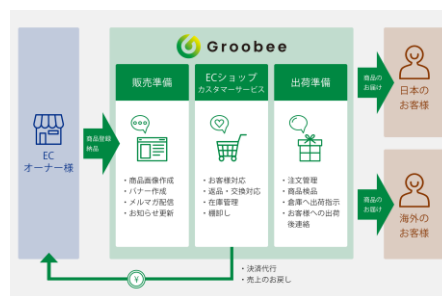 Groobee
販売準備
ECショップ
カスタマーサービス
出荷準備
EC
オーナー様
商品登録
納品
・商品画像作成
・バナー作成
・メルマガ配信
・お知らせ更新
・お客様対応
・返品・交換対応
・在庫管理
・棚卸し
・注文管理
・商品検品
・倉庫へ出荷指示
・お客様への出荷
後連絡
商品の
お届け
日本の
お客様
商品の
お届け
海外の
お客様
¥
・決済代行
・売上のお戻し